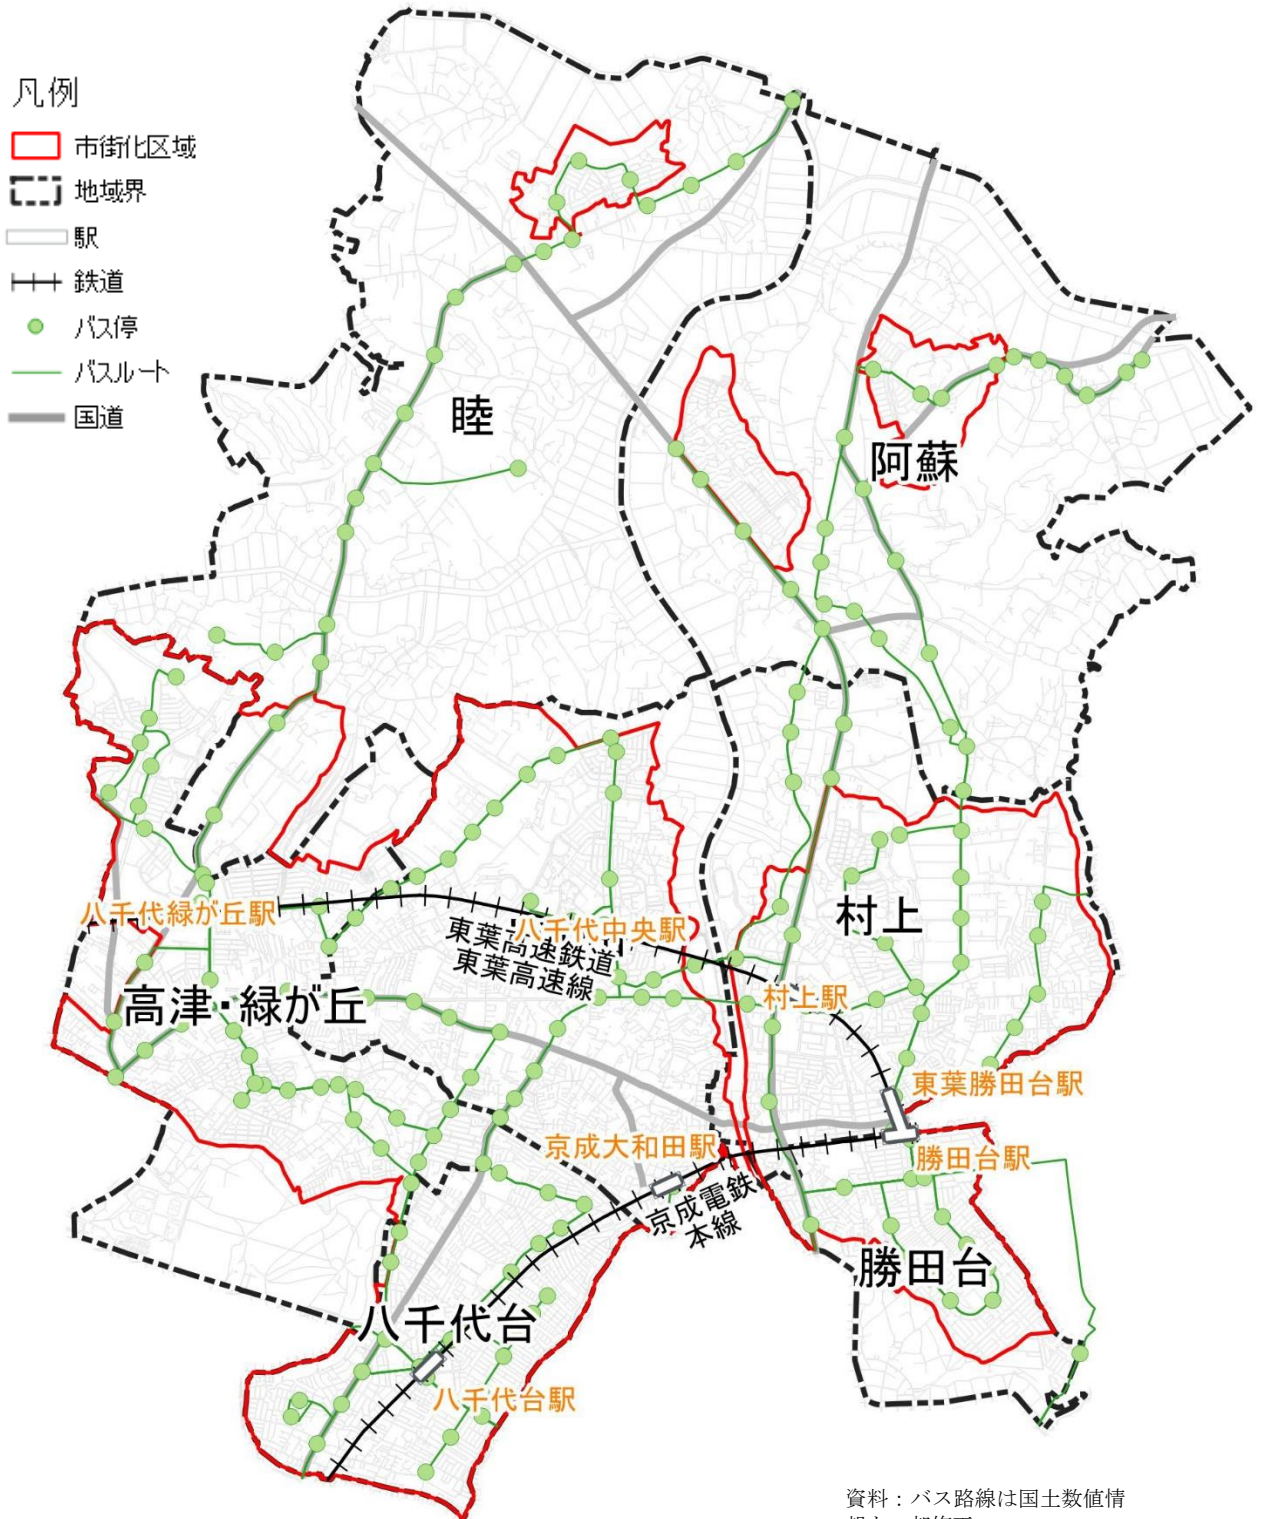 凡例
市街化区域
地域界
駅
鉄道
バス停
バスルート
国道
睦
阿蘇
村上
八千代緑が丘駅
八千代中央駅
東葉高速鉄道
東葉高速線
村上駅
高津・緑が丘
東葉勝田台駅
京成大和田駅
勝田台駅
京成電鉄
本線
勝田台
八千代台
八千代台駅
資料：バス路線は国土数値情